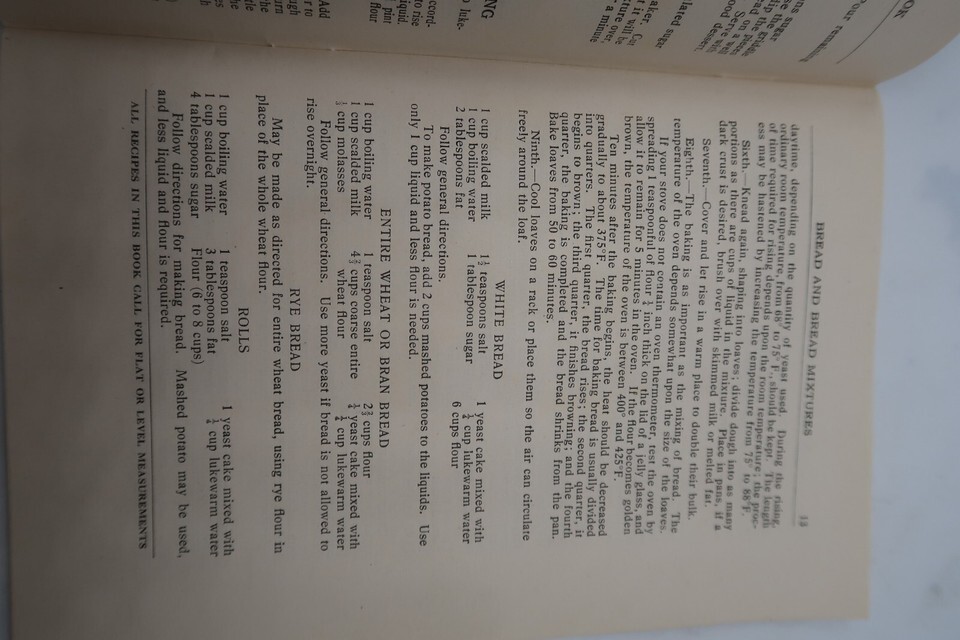 BREAD AND BREAD MIXTURES 13
daytime, depending on the quantity of yeast used. During the rising,
ordinary room temperature, from 68° to 75° F., should be kept. The length
of time required for rising depends upon the room temperature; the proc-
ess may be hastened by increasing the temperature from 75° to 88° F.
Sixth.—Knead again, shaping into loaves; divide dough into as many
portions as there are cups of liquid in the mixture. Place in pans, if a
dark crust is desired, brush over with skimmed milk or melted fat.
Seventh.—Cover and let rise in a warm place to double their bulk.
Eighth.—The baking is as important as the mixing of bread. The
temperature of the oven depends somewhat upon the size of the loaves.
If your stove does not contain an oven thermometer, test the oven by
spreading 1 teaspoonful of flour ¼ inch thick on the lid of a jelly glass, and
allow it to remain for 5 minutes in the oven. If the flour becomes golden
brown, the temperature of the oven is between 400° and 425° F.
Ten minutes after the baking begins, the heat should be decreased
gradually to about 375° F. The time for baking bread is usually divided
into quarters. The first quarter, the bread rises; the second quarter, it
begins to brown; the third quarter, it finishes browning; and the fourth
quarter, the baking is completed and the bread shrinks from the pan.
Bake loaves from 50 to 60 minutes.
Ninth.—Cool loaves on a rack or place them so the air can circulate
freely around the loaf.
WHITE BREAD
1 cup scalded milk 1½ teaspoons salt 1 yeast cake mixed with
1 cup boiling water 1 tablespoon sugar ¼ cup lukewarm water
2 tablespoons fat 6 cups flour
Follow general directions.
To make potato bread, add 2 cups mashed potatoes to the liquids. Use
only 1 cup liquid and less flour is needed.
ENTIRE WHEAT OR BRAN BREAD
1 cup boiling water 1 teaspoon salt cups flour
1 cup scalded milk cups coarse entire yeast cake mixed with
cup molasses wheat flour ¼ cup lukewarm water
Follow general directions. Use more yeast if bread is not allowed to
rise overnight.
RYE BREAD
May be made as directed for entire wheat bread, using rye flour in
place of the whole wheat flour.
ROLLS
1 cup boiling water 1 teaspoon salt 1 yeast cake mixed with
1 cup scalded milk 3 tablespoons fat ¼ cup lukewarm water
4 tablespoons sugar Flour (6 to 8 cups)
Follow directions for making bread. Mashed potato may be used,
and less liquid and flour is required.
ALL RECIPES IN THIS BOOK CALL FOR FLAT OR LEVEL MEASUREMENTS